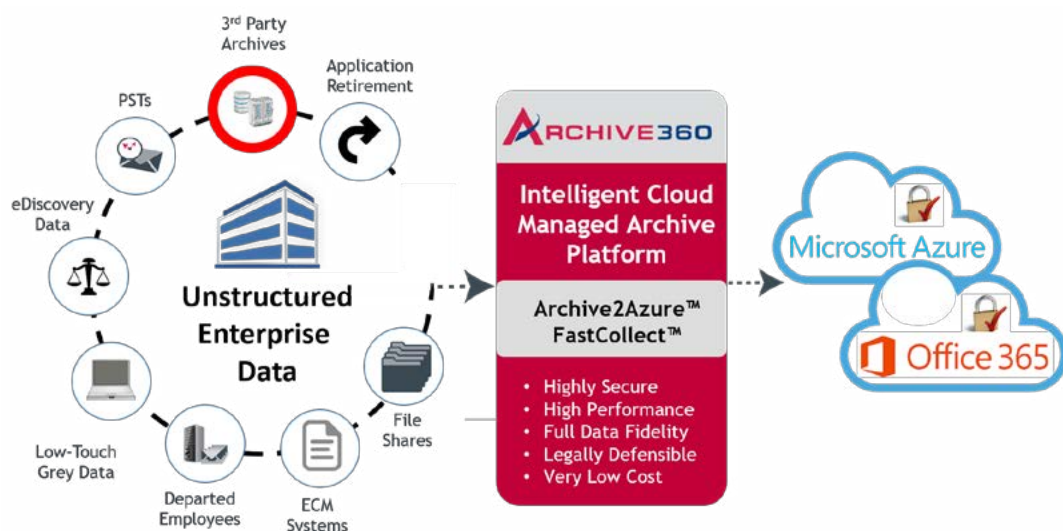 3rd Party
Archives
Application
Retirement
PSTs
eDiscovery
Data
Unstructured
Enterprise
Data
Low-Touch
Grey Data
Departed
Employees
ECM
Systems
File
Shares
ARCHIVE360
Intelligent Cloud
Managed Archive
Platform
Archive2Azure™
FastCollect™
• Highly Secure
• High Performance
• Full Data Fidelity
• Legally Defensible
• Very Low Cost
Microsoft Azure
Office 365